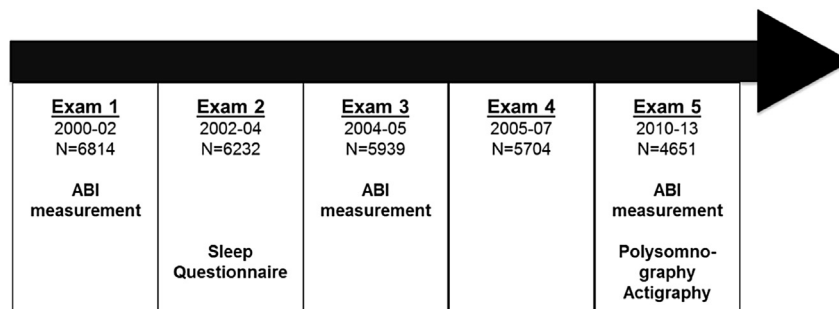 Exam 1
2000-02
N=6814
ABI
measurement
Exam 2
2002-04
N=6232
Sleep
Questionnaire
Exam 3
2004-05
N=5939
ABI
measurement
Exam 4
2005-07
N=5704
Exam 5
2010-13
N=4651
ABI
measurement
Polysomno-
graphy
Actigraphy